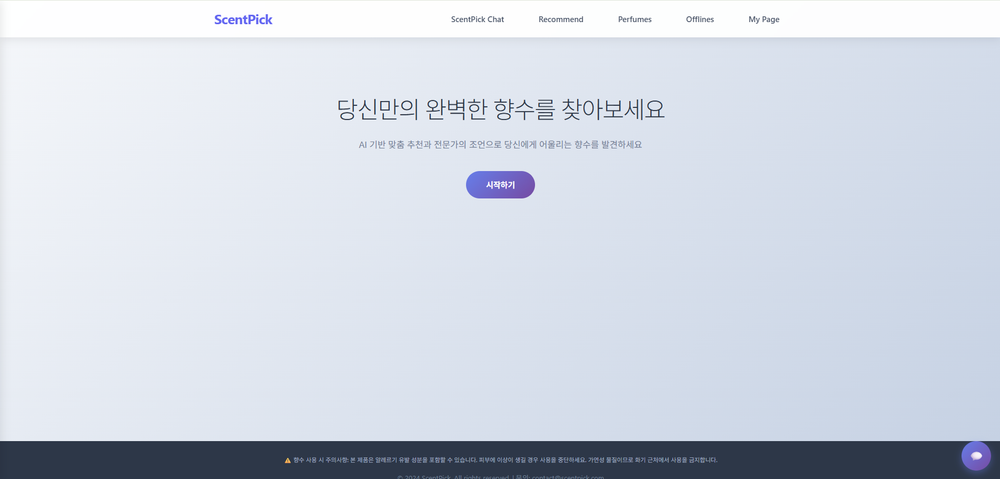 ScentPick
ScentPick Chat
Recommend
Perfumes
Offlines
My Page
당신만의 완벽한 향수를 찾아보세요
AI 기반 맞춤 추천과 전문가의 조언으로 당신에게 어울리는 향수를 발견하세요
시작하기
⚠️ 향수 사용 시 주의사항: 본 제품은 알레르기 유발 성분을 포함할 수 있습니다. 피부에 이상이 생길 경우 사용을 중단하세요. 가연성 물질이므로 화기 근처에서 사용을 금지합니다.
© 2024 ScentPick. All rights reserved. | 문의: contact@scentpick.com